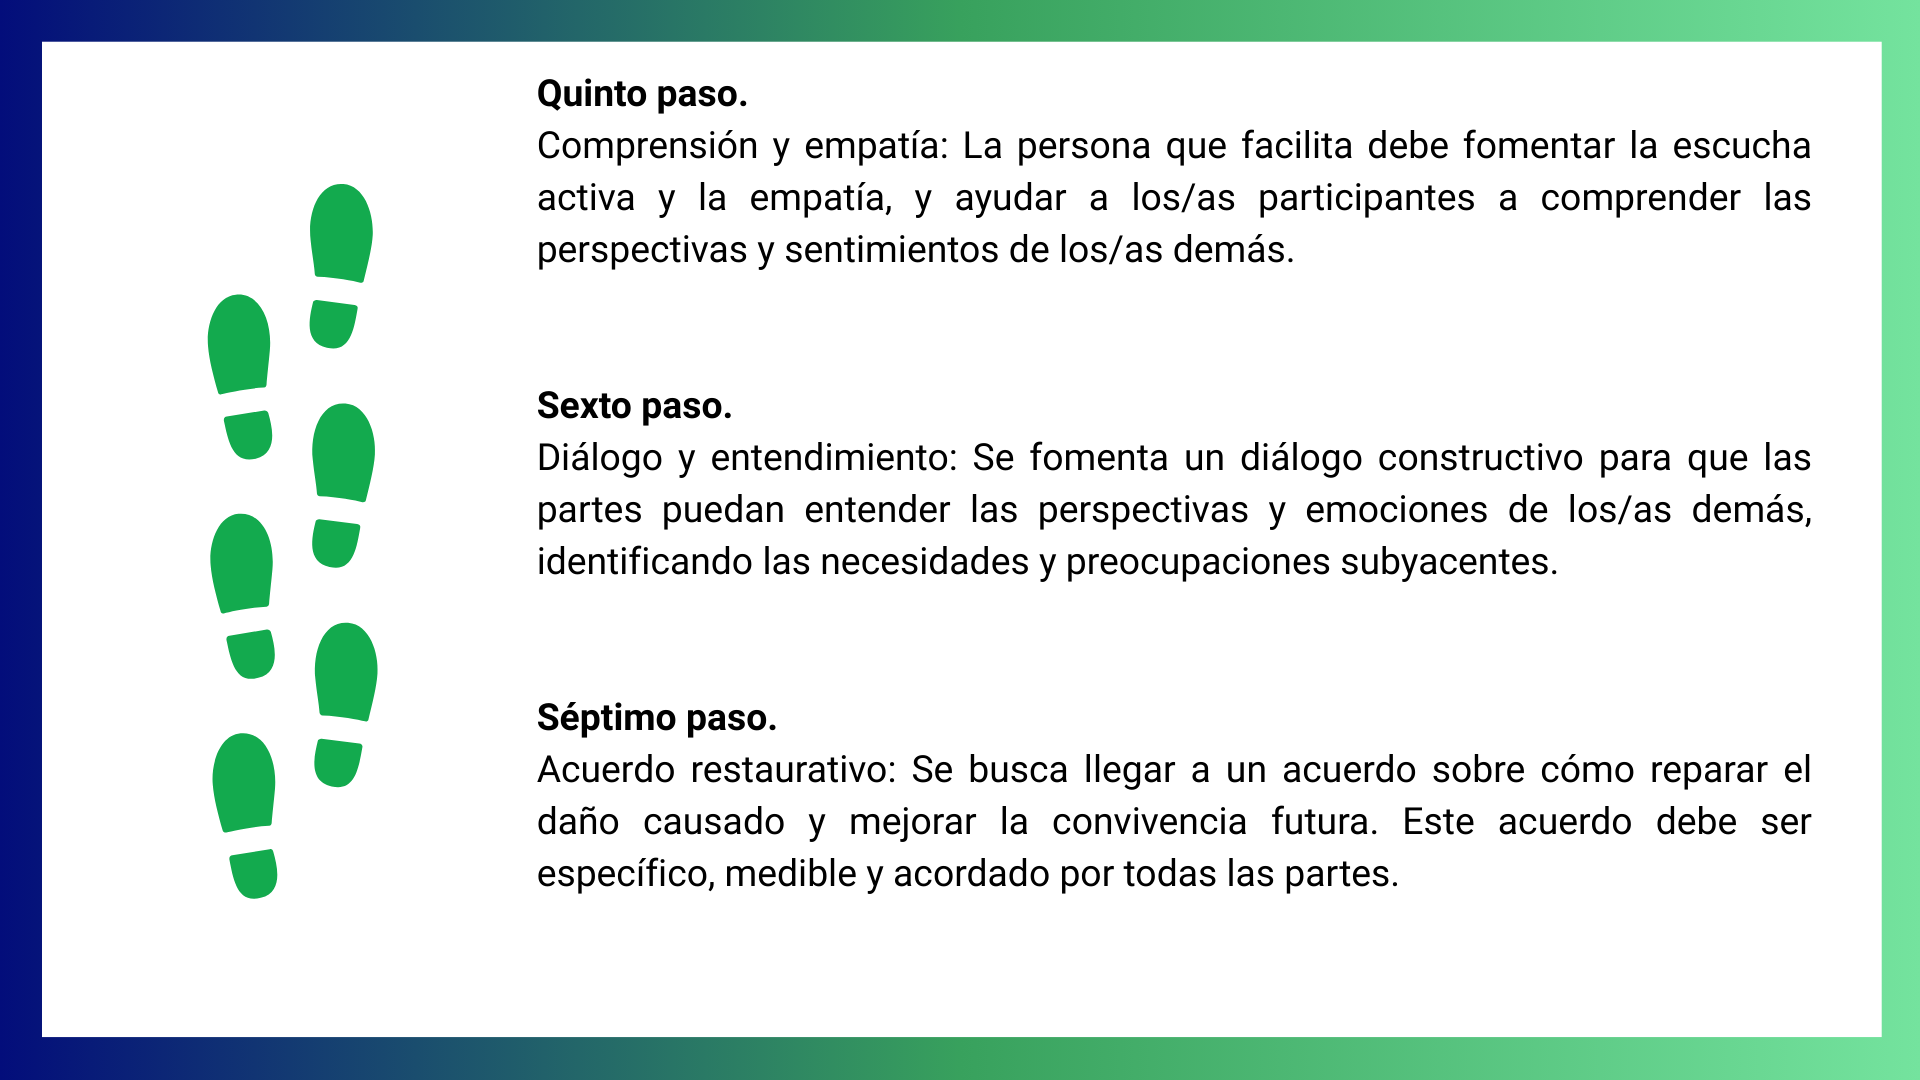 Quinto paso.
Comprensión y empatía: La persona que facilita debe fomentar la escucha
activa y la empatía, y ayudar a los/as participantes a comprender las
perspectivas y sentimientos de los/as demás.
Sexto paso.
Diálogo y entendimiento: Se fomenta un diálogo constructivo para que las
partes puedan entender las perspectivas y emociones de los/as demás,
identificando las necesidades y preocupaciones subyacentes.
Séptimo paso.
Acuerdo restaurativo: Se busca llegar a un acuerdo sobre cómo reparar el
daño causado y mejorar la convivencia futura. Este acuerdo debe ser
específico, medible y acordado por todas las partes.